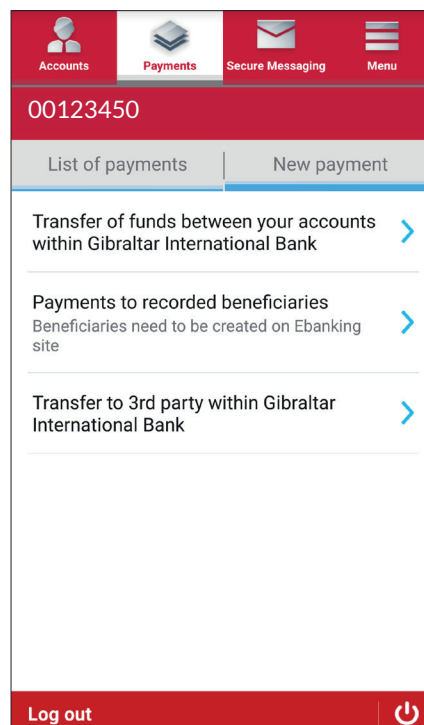 Accounts Payments Secure Messaging Menu
00123450
List of payments New payment
Transfer of funds between your accounts
within Gibraltar International Bank
Payments to recorded beneficiaries
Beneficiaries need to be created on Ebanking
site
Transfer to 3rd party within Gibraltar
International Bank
Log out